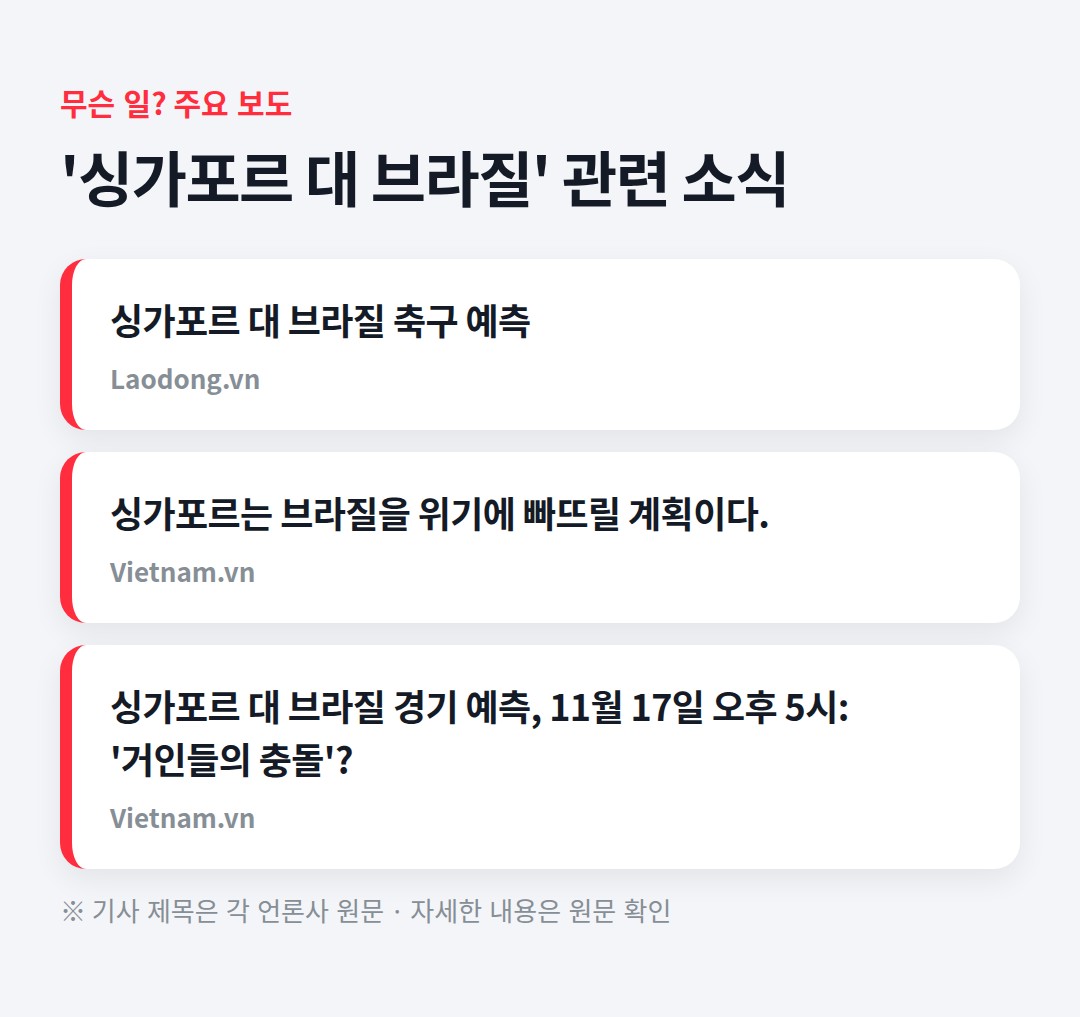 무슨 일? 주요 보도
'싱가포르 대 브라질' 관련 소식
싱가포르 대 브라질 축구 예측
Laodong.vn
싱가포르는 브라질을 위기에 빠뜨릴 계획이다.
Vietnam.vn
싱가포르 대 브라질 경기 예측, 11월 17일 오후 5시:
'거인들의 충돌'?
Vietnam.vn
※ 기사 제목은 각 언론사 원문 · 자세한 내용은 원문 확인